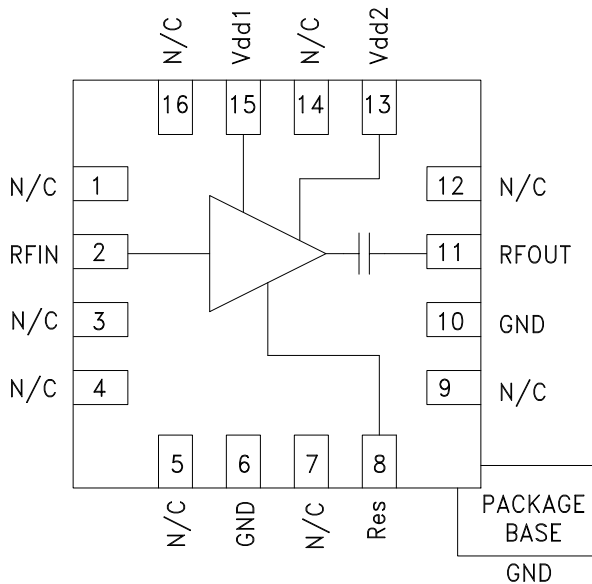 N/C
Vdd1
N/C
Vdd2
16
15
14
13
N/C 1
12 N/C
RFIN 2
11 RFOUT
N/C 3
10 GND
N/C 4
9 N/C
5
6
7
8
N/C
GND
N/C
Res
PACKAGE
BASE
GND